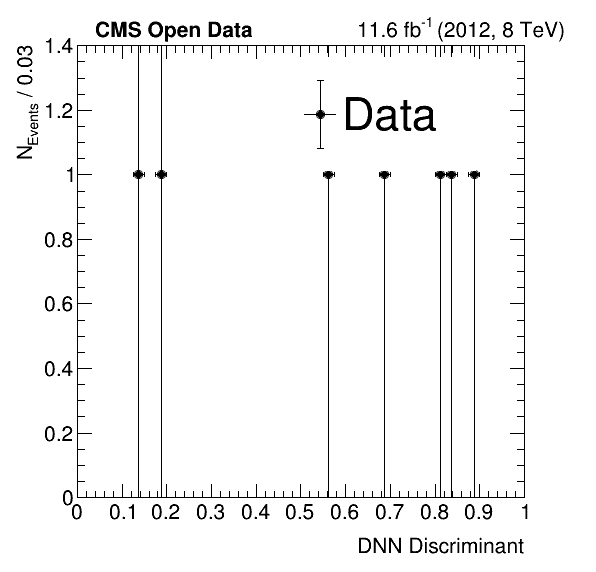 CMS Open Data 11.6 fb⁻¹ (2012, 8 TeV)
N_Events / 0.03
1.4
1.2
1
0.8
0.6
0.4
0.2
0
Data
0 0.1 0.2 0.3 0.4 0.5 0.6 0.7 0.8 0.9 1
DNN Discriminant